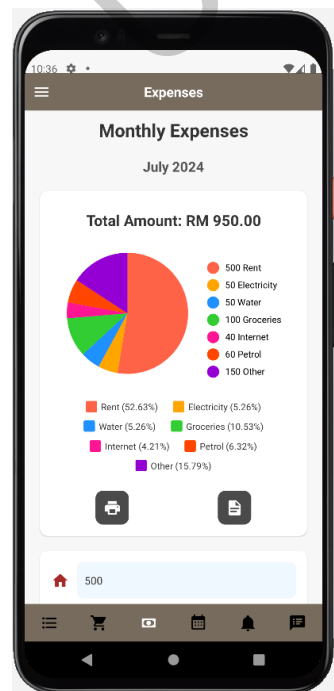 10:36
Expenses
Monthly Expenses
July 2024
Total Amount: RM 950.00
500 Rent
50 Electricity
50 Water
100 Groceries
40 Internet
60 Petrol
150 Other
Rent (52.63%) Electricity (5.26%)
Water (5.26%) Groceries (10.53%)
Internet (4.21%) Petrol (6.32%)
Other (15.79%)
500